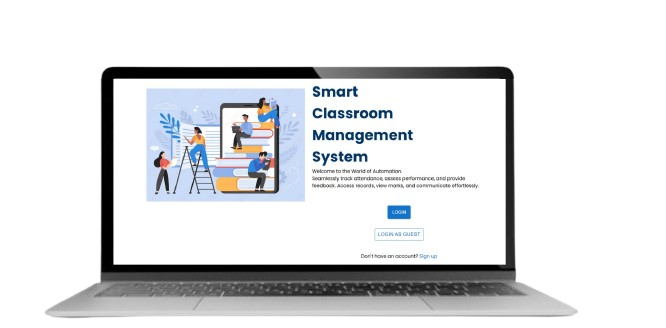 Smart
Classroom
Management
System
Welcome to the World of Automation.
Seamlessly track attendance, assess performance, and provide
feedback. Access records, view marks, and communicate effortlessly.
LOGIN
LOGIN AS GUEST
Don't have an account? Sign up